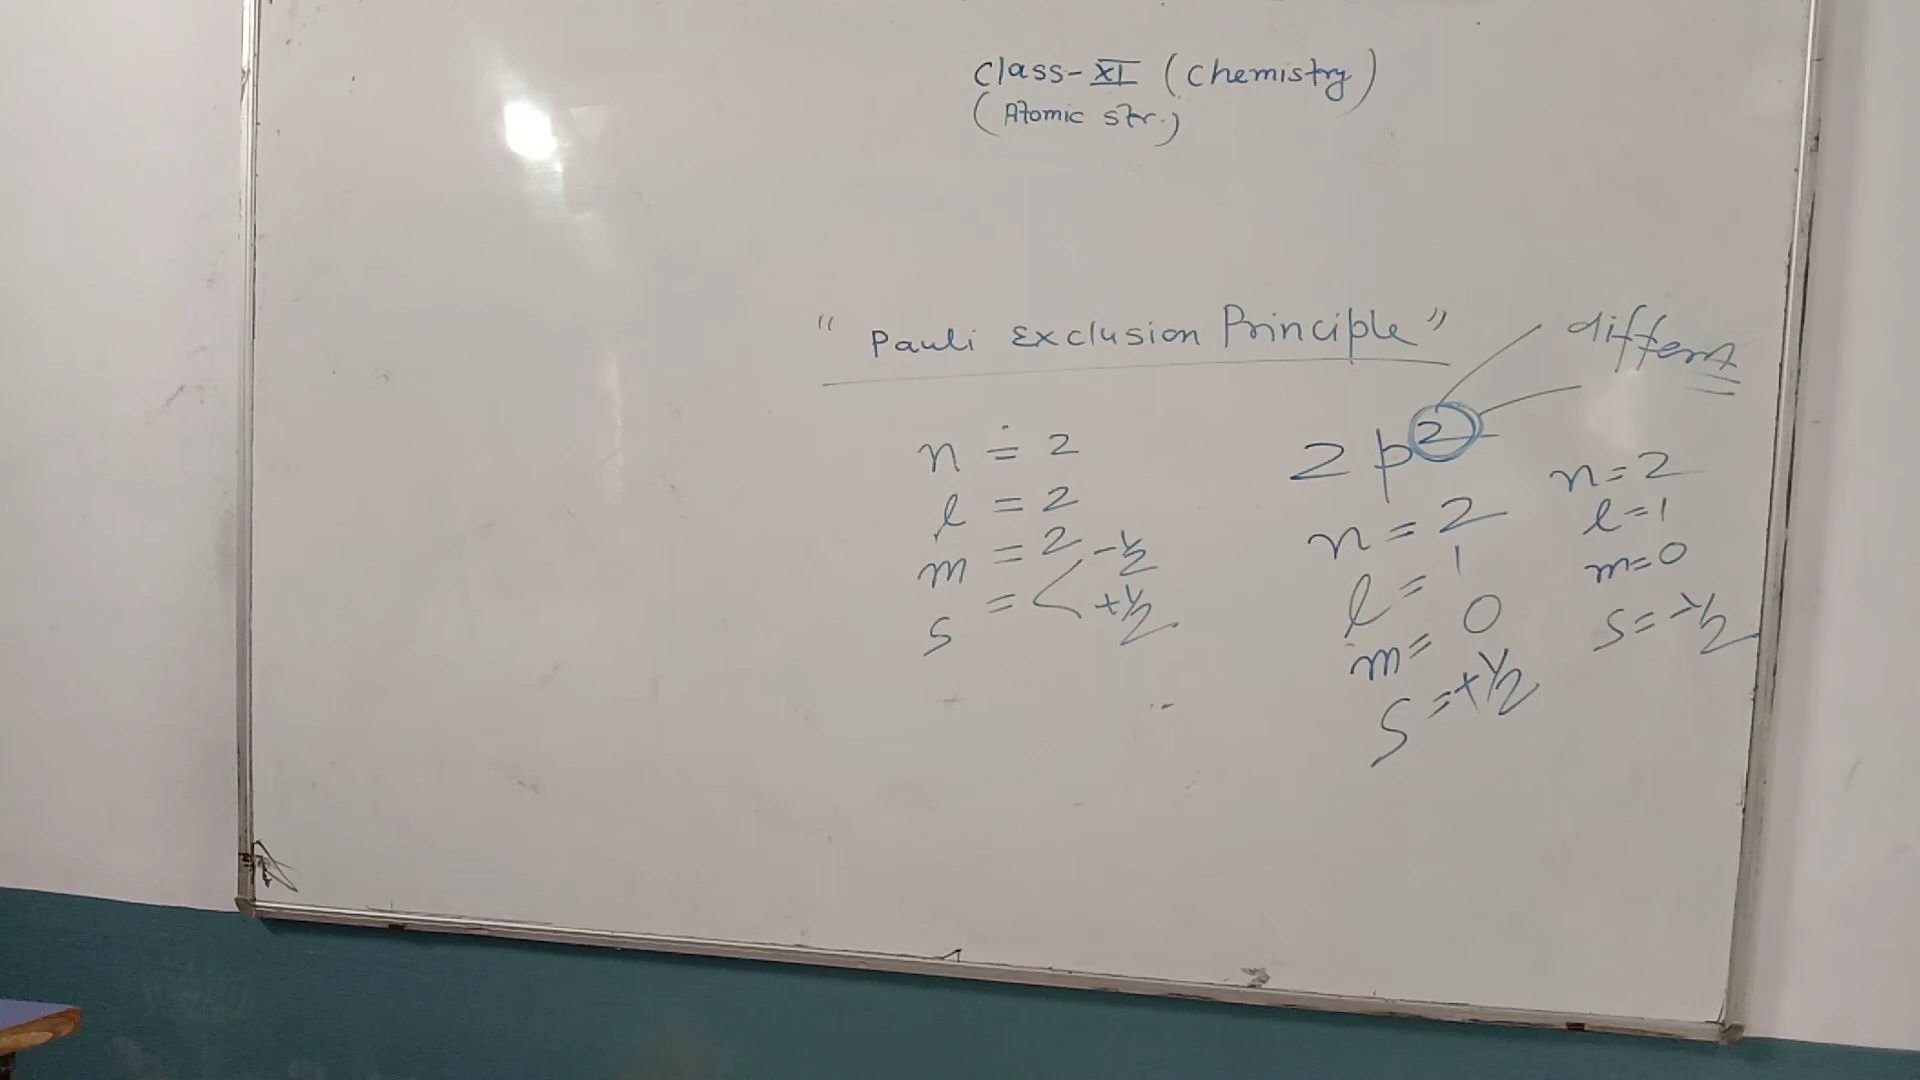 Class-XI (Chemistry)
(Atomic str.)
"Pauli Exclusion Principle"
differnt
n = 2
l = 2
m = 2
s = < -1/2
+1/2
2p²
n = 2
l = 1
m = 0
s = +1/2
n = 2
l = 1
m = 0
s = -1/2